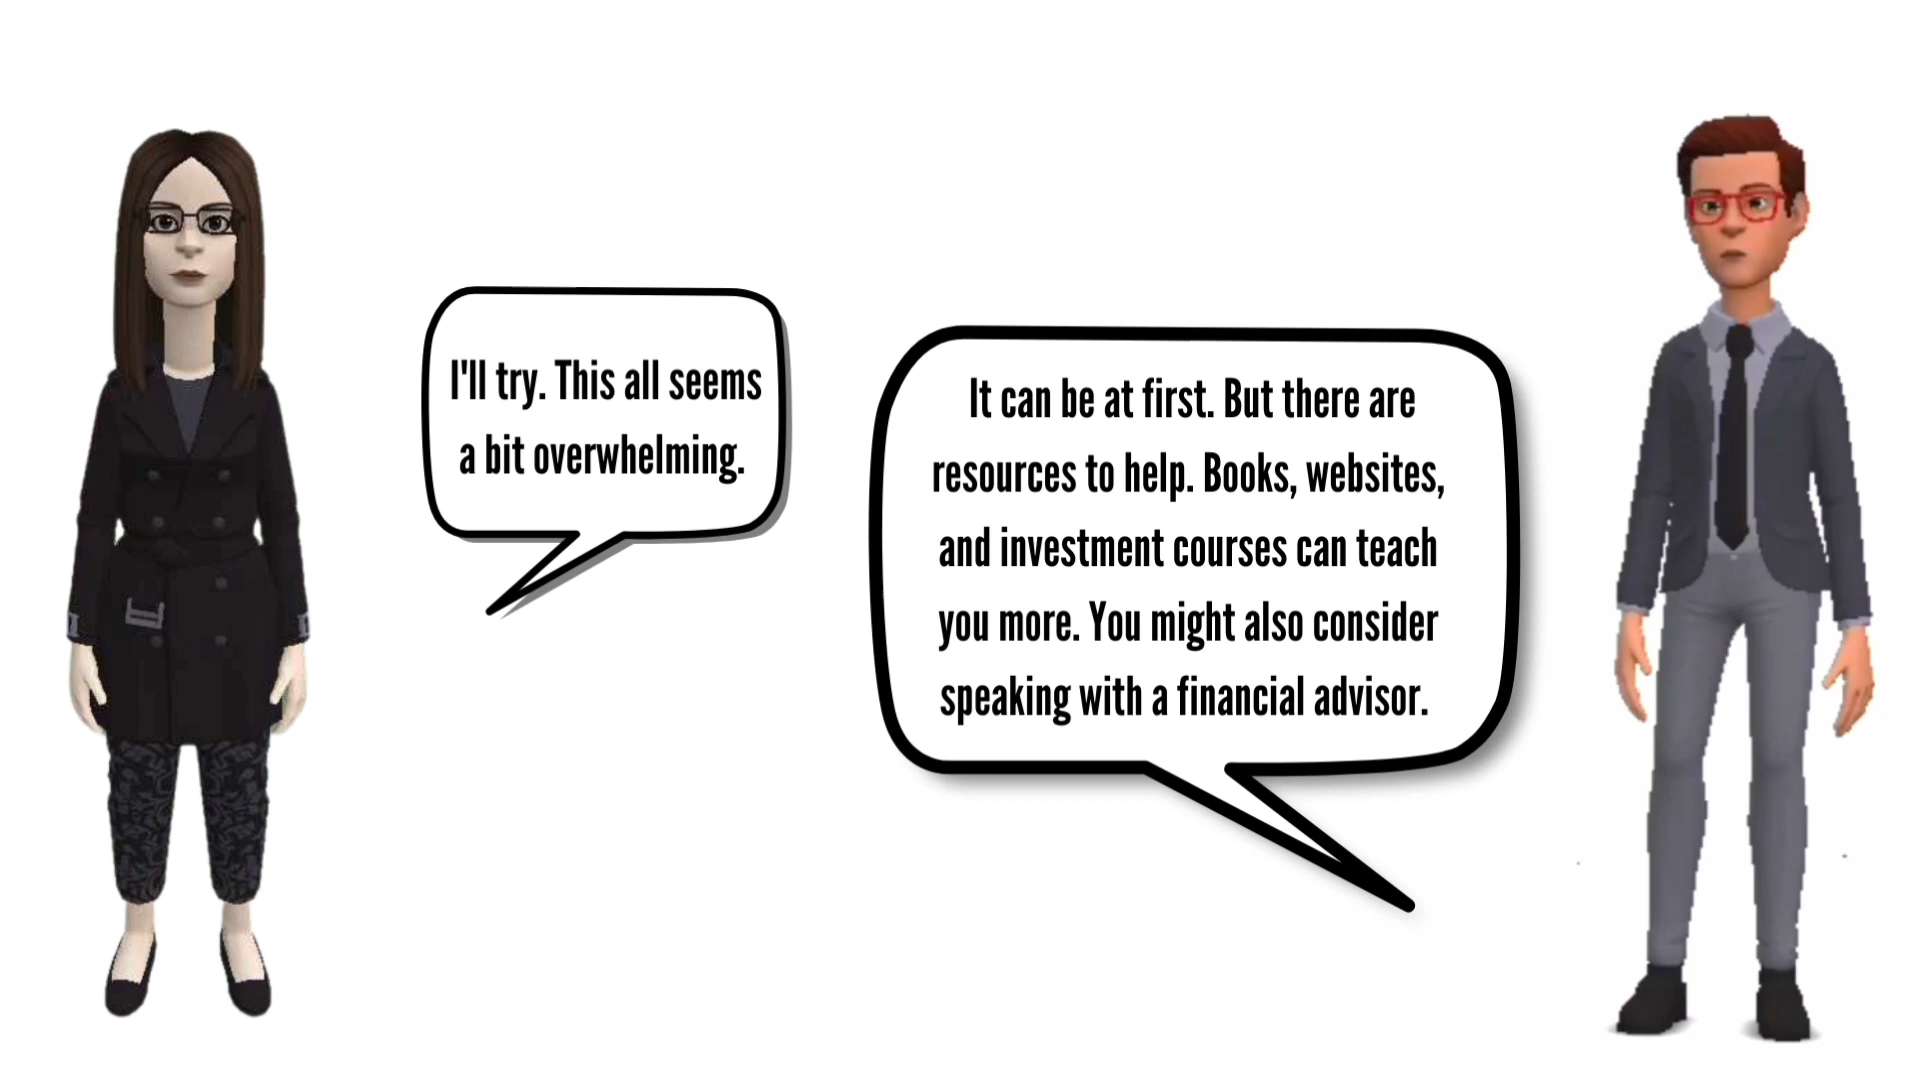 I'll try. This all seems
a bit overwhelming.
It can be at first. But there are
resources to help. Books, websites,
and investment courses can teach
you more. You might also consider
speaking with a financial advisor.